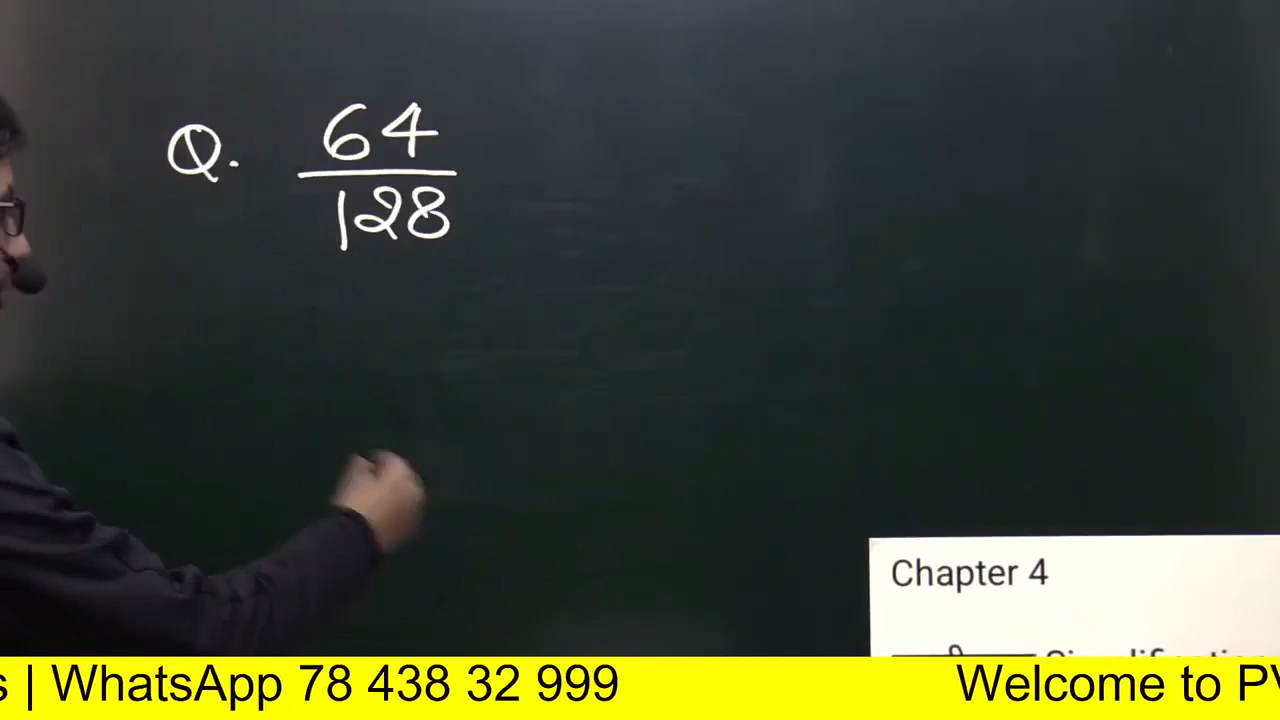 Q. 64
128
Chapter 4
| WhatsApp 78 438 32 999
Welcome to